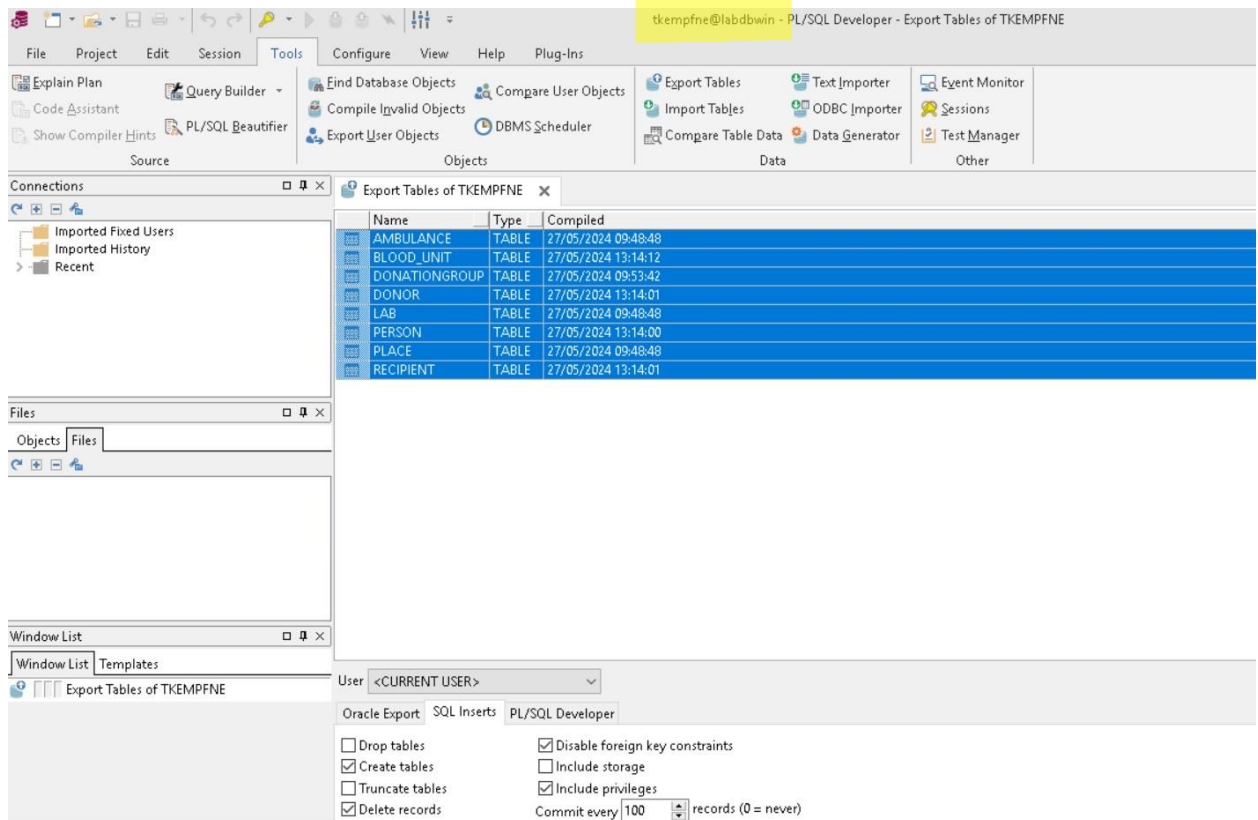 tkempfne@labdbwin - PL/SQL Developer - Export Tables of TKEMPFNE
File Project Edit Session Tools Configure View Help Plug-Ins
Explain Plan Query Builder Find Database Objects Compare User Objects Export Tables Text Importer Event Monitor
Code Assistant Compile Invalid Objects Import Tables ODBC Importer Sessions
Show Compiler Hints PL/SQL Beautifier Export User Objects DBMS Scheduler Compare Table Data Data Generator Test Manager
Source Objects Data Other
Connections
Imported Fixed Users
Imported History
Recent
Export Tables of TKEMPFNE
Name Type Compiled
AMBULANCE TABLE 27/05/2024 09:48:48
BLOOD_UNIT TABLE 27/05/2024 13:14:12
DONATIONGROUP TABLE 27/05/2024 09:53:42
DONOR TABLE 27/05/2024 13:14:01
LAB TABLE 27/05/2024 09:48:48
PERSON TABLE 27/05/2024 13:14:00
PLACE TABLE 27/05/2024 09:48:48
RECIPIENT TABLE 27/05/2024 13:14:01
Files
Objects Files
Window List
Window List Templates
Export Tables of TKEMPFNE
User <CURRENT USER>
Oracle Export SQL Inserts PL/SQL Developer
Drop tables Disable foreign key constraints
Create tables Include storage
Truncate tables Include privileges
Delete records Commit every 100 records (0 = never)